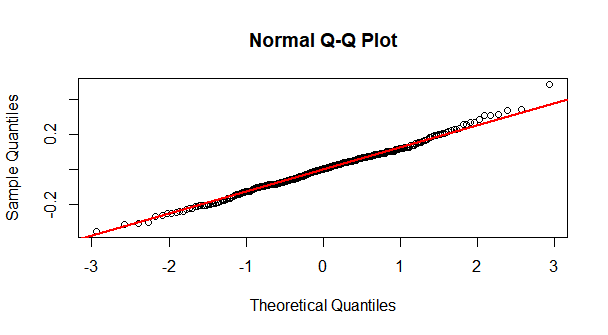 Normal Q-Q Plot
Sample Quantiles
0.2
-0.2
-3 -2 -1 0 1 2 3
Theoretical Quantiles